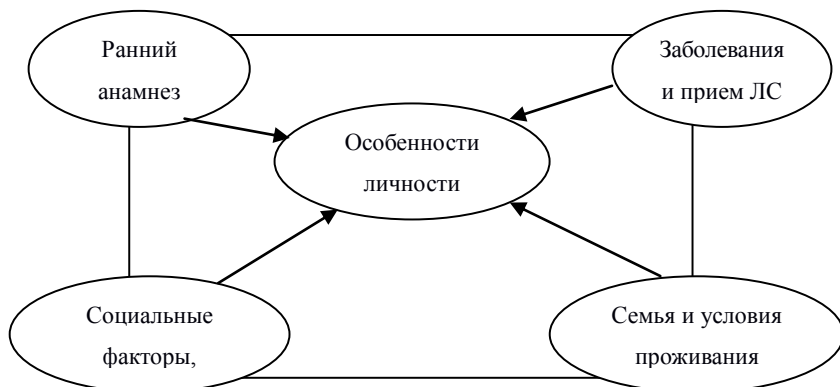 Ранний
анамнез
Заболевания
и прием ЛС
Особенности
личности
Социальные
факторы,
Семья и условия
проживания